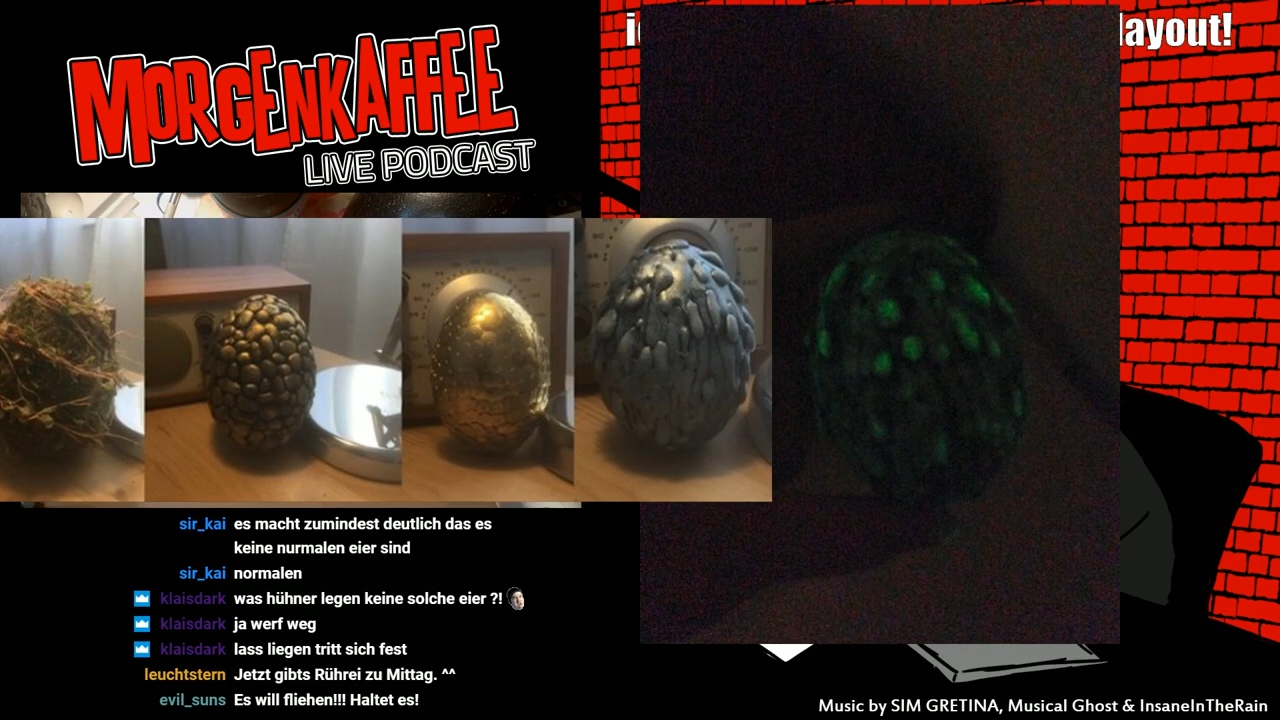 MORGENKAFFEE
LIVE PODCAST
layout!
sir_kai es macht zumindest deutlich das es
keine nurmalen eier sind
sir_kai normalen
klaisdark was hühner legen keine solche eier ?!
klaisdark ja werf weg
klaisdark lass liegen tritt sich fest
leuchtstern Jetzt gibts Rührei zu Mittag. ^^
evil_suns Es will fliehen!!! Haltet es!
Music by SIM GRETINA, Musical Ghost & InsaneInTheRain